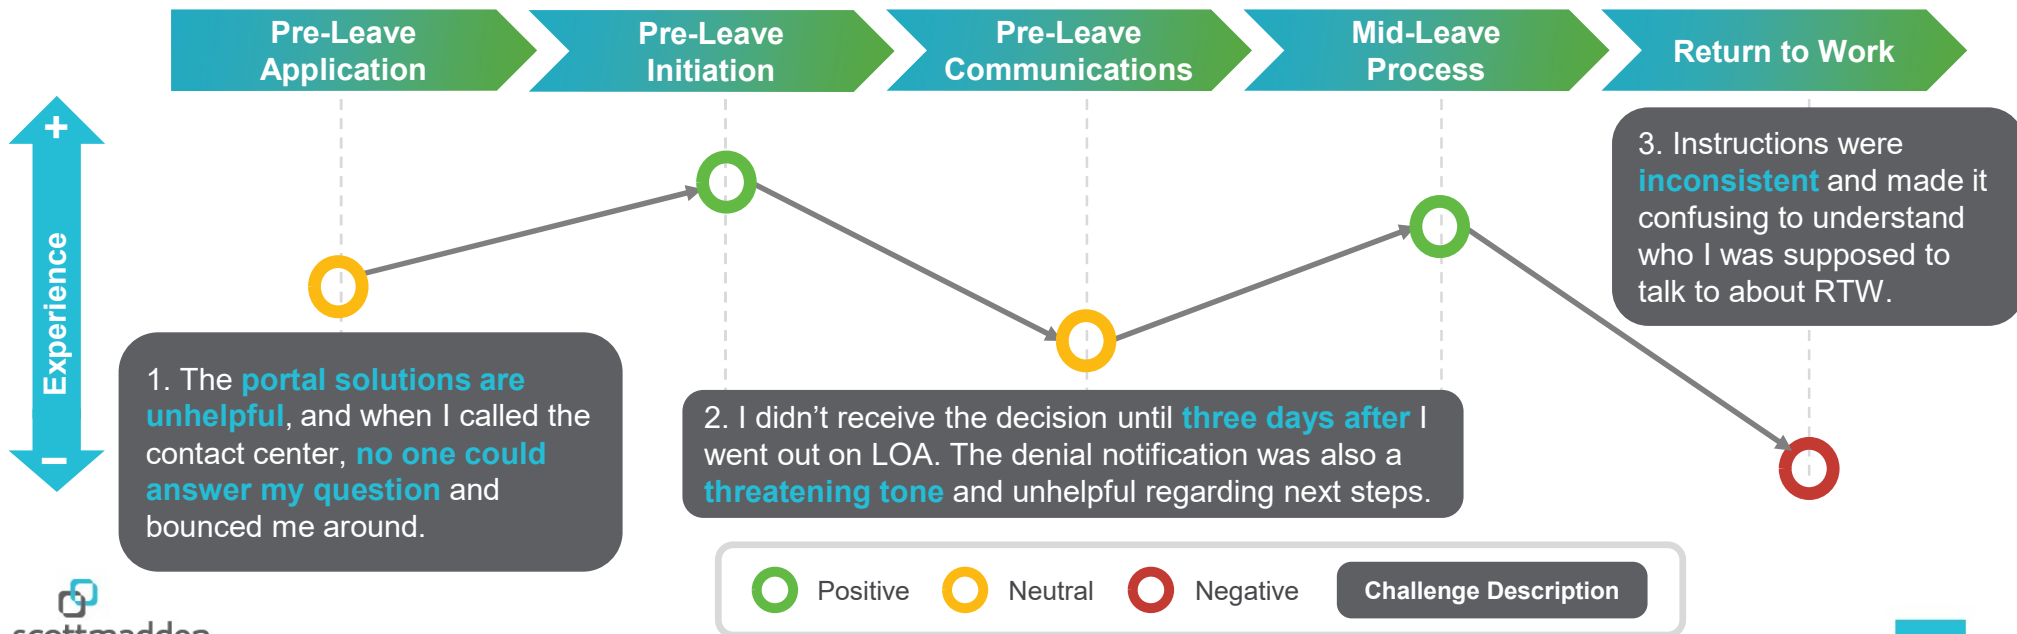 Pre-Leave
Application
Pre-Leave
Initiation
Pre-Leave
Communications
Mid-Leave
Process
Return to Work
+
Experience
–
3. Instructions were
inconsistent and made it
confusing to understand
who I was supposed to
talk to about RTW.
1. The portal solutions are
unhelpful, and when I called the
contact center, no one could
answer my question and
bounced me around.
2. I didn’t receive the decision until three days after I
went out on LOA. The denial notification was also a
threatening tone and unhelpful regarding next steps.
Positive
Neutral
Negative
Challenge Description
scottmadden